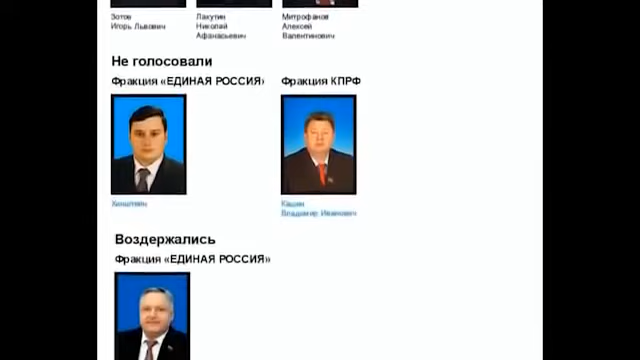 Зотов
Игорь Львович
Лакутин
Николай
Афанасьевич
Митрофанов
Алексей
Валентинович
Не голосовали
Фракция «ЕДИНАЯ РОССИЯ»
Фракция КПРФ
Хинштейн
Кашин
Владимир Иванович
Воздержались
Фракция «ЕДИНАЯ РОССИЯ»